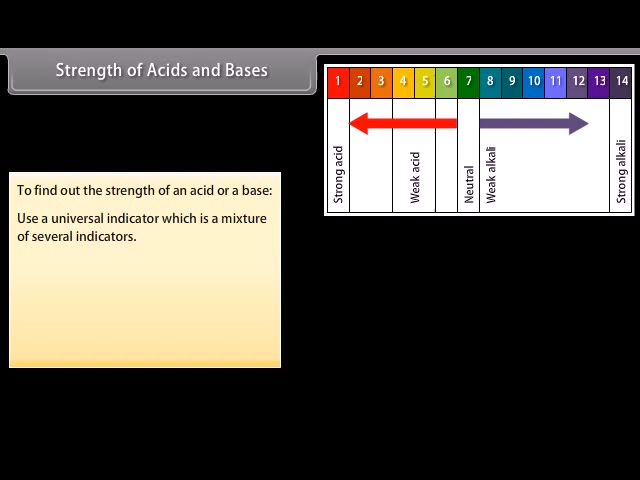 Strength of Acids and Bases
1 2 3 4 5 6 7 8 9 10 11 12 13 14
Strong acid
Weak acid
Neutral
Weak alkali
Strong alkali
To find out the strength of an acid or a base:
Use a universal indicator which is a mixture
of several indicators.